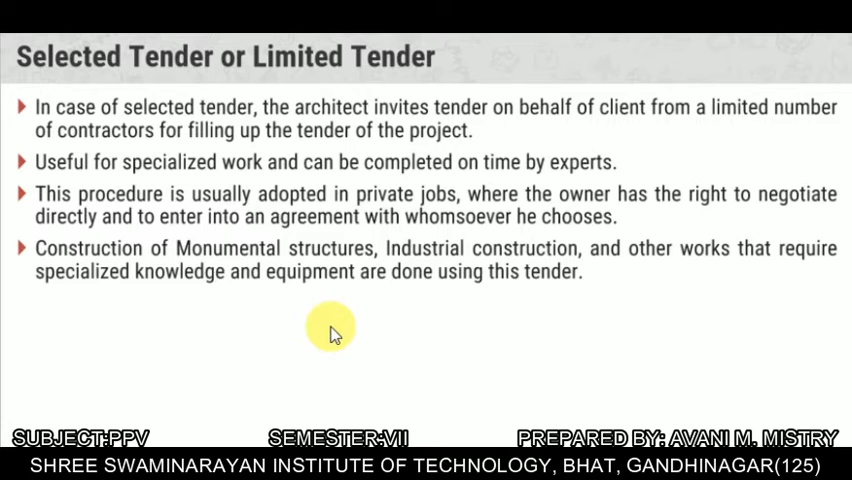 Selected Tender or Limited Tender
In case of selected tender, the architect invites tender on behalf of client from a limited number
of contractors for filling up the tender of the project.
Useful for specialized work and can be completed on time by experts.
This procedure is usually adopted in private jobs, where the owner has the right to negotiate
directly and to enter into an agreement with whomsoever he chooses.
Construction of Monumental structures, Industrial construction, and other works that require
specialized knowledge and equipment are done using this tender.
SUBJECT:PPV SEMESTER:VII PREPARED BY: AVANI M. MISTRY
SHREE SWAMINARAYAN INSTITUTE OF TECHNOLOGY, BHAT, GANDHINAGAR(125)